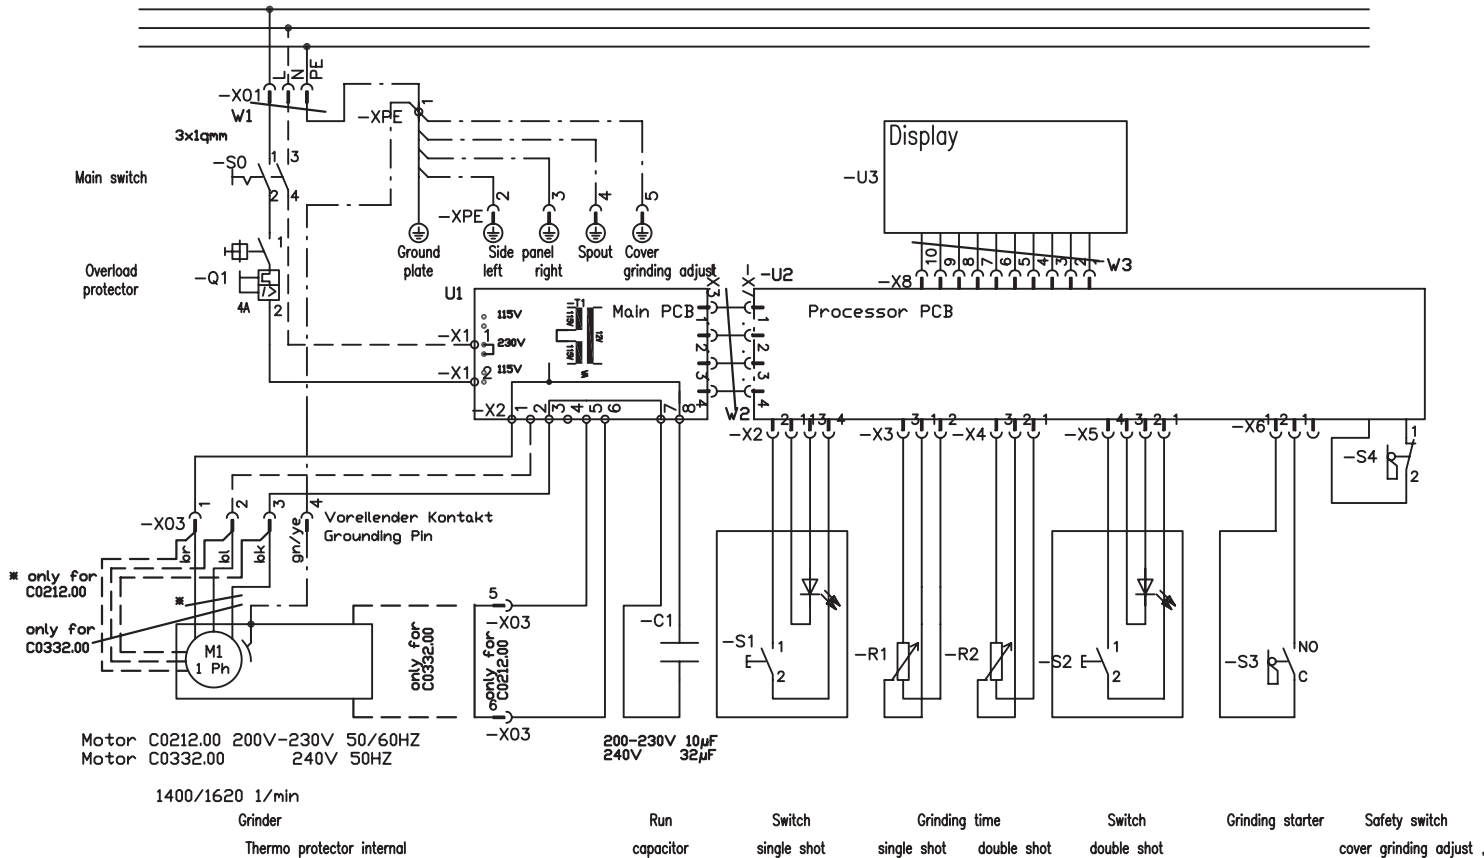 L
N
PE
-X01
W1
3x1qmm
-XPE
1
Main switch
-S0
1
3
2
4
-XPE
2
3
4
5
Ground
plate
Side panel
left
right
Spout
Cover
grinding adjust
Display
-U3
10
9
8
7
6
5
4
3
2
1
W3
-X8
Overload
protector
-Q1
1
4A
2
U1
Main PCB
-X3
-X7
-U2
Processor PCB
115V
230V
115V
-T1
115V
115V
12V
VA
-X1
1
-X1
2
1
2
3
4
1
2
3
4
W2
-X2
1
2
3
4
5
6
7
8
-X2
2
1
3
4
-X3
3
1
2
-X4
3
2
1
-X5
4
3
2
1
-X6
1
2
1
-S4
1
2
-X03
1
2
3
4
Voreilender Kontakt
Grounding Pin
br
bl
bk
gn/ye
* only for
C0212.00
*
only for
C0332.00
M1
1 Ph
only for
C0332.00
only for
C0212.00
5
-X03
6
-X03
-C1
200-230V 10µF
240V 32µF
-S1
1
2
-R1
-R2
-S2
1
2
-S3
NO
C
Motor C0212.00 200V-230V 50/60HZ
Motor C0332.00 240V 50HZ
1400/1620 1/min
Grinder
Thermo protector internal
Run
capacitor
Switch
single shot
Grinding time
single shot
double shot
Switch
double shot
Grinding starter
Safety switch
cover grinding adjust .